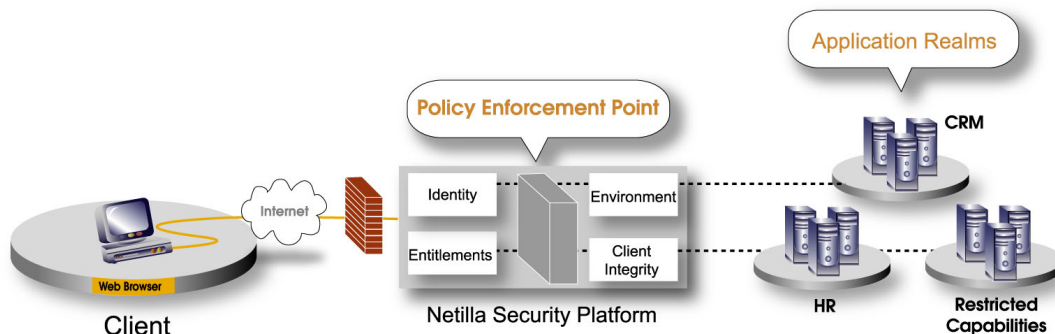 Application Realms
Policy Enforcement Point
CRM
Internet
Identity
Environment
Entitlements
Client
Integrity
Web Browser
Client
Netilla Security Platform
HR
Restricted
Capabilities